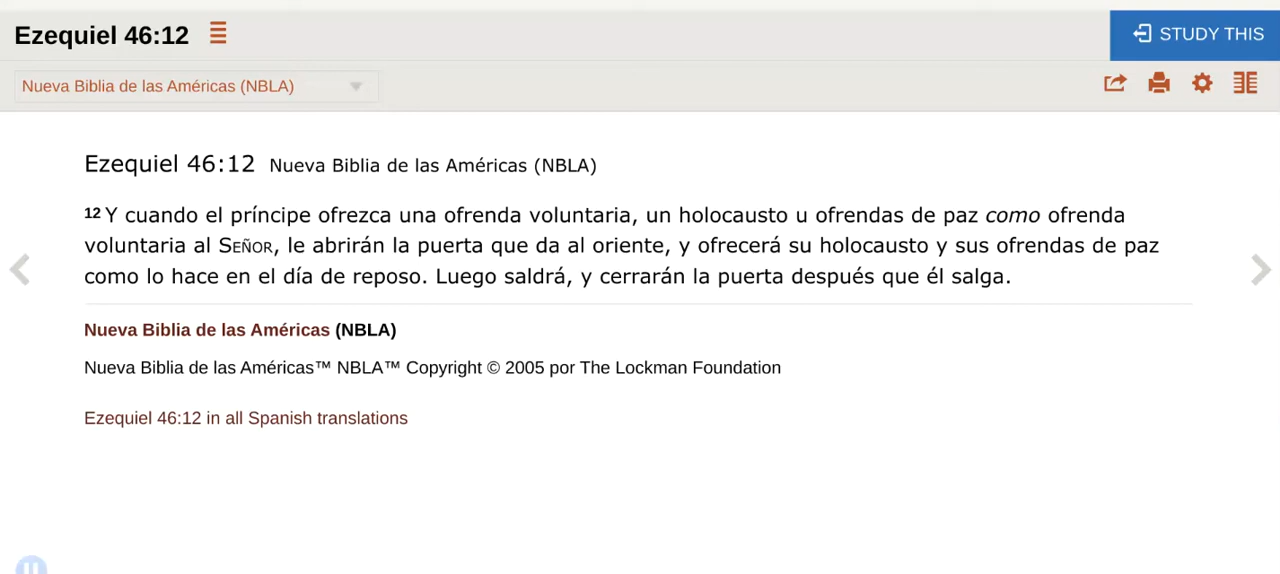 Ezequiel 46:12
STUDY THIS
Nueva Biblia de las Américas (NBLA)
Ezequiel 46:12 Nueva Biblia de las Américas (NBLA)
12 Y cuando el príncipe ofrezca una ofrenda voluntaria, un holocausto u ofrendas de paz como ofrenda
voluntaria al SEÑOR, le abrirán la puerta que da al oriente, y ofrecerá su holocausto y sus ofrendas de paz
como lo hace en el día de reposo. Luego saldrá, y cerrarán la puerta después que él salga.
Nueva Biblia de las Américas (NBLA)
Nueva Biblia de las Américas™ NBLA™ Copyright © 2005 por The Lockman Foundation
Ezequiel 46:12 in all Spanish translations